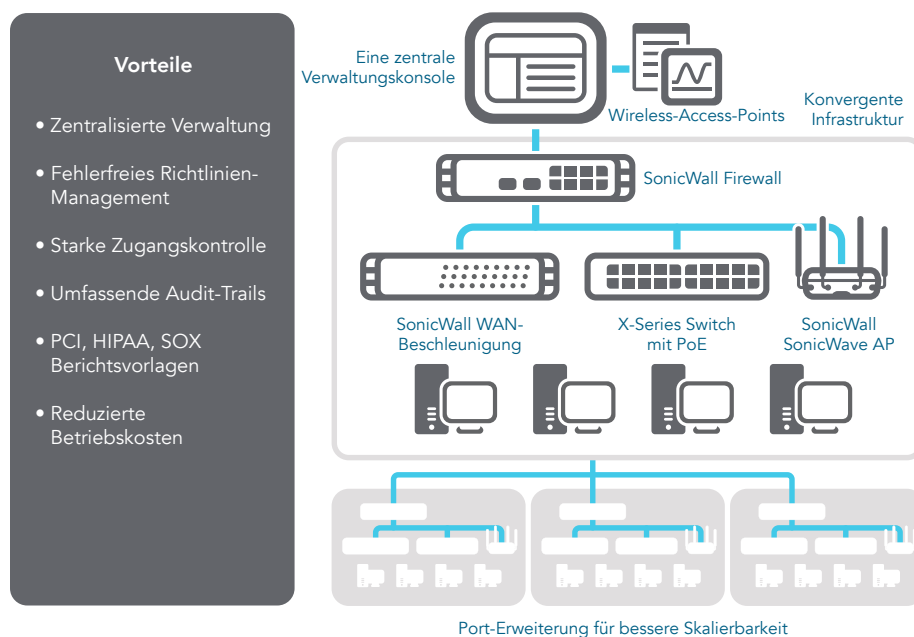 Vorteile
• Zentralisierte Verwaltung
• Fehlerfreies Richtlinien-
Management
• Starke Zugangskontrolle
• Umfassende Audit-Trails
• PCI, HIPAA, SOX
Berichtsvorlagen
• Reduzierte
Betriebskosten
Eine zentrale
Verwaltungskonsole
Wireless-Access-Points
Konvergente
Infrastruktur
SonicWall Firewall
SonicWall WAN-
Beschleunigung
X-Series Switch
mit PoE
SonicWall
SonicWave AP
Port-Erweiterung für bessere Skalierbarkeit